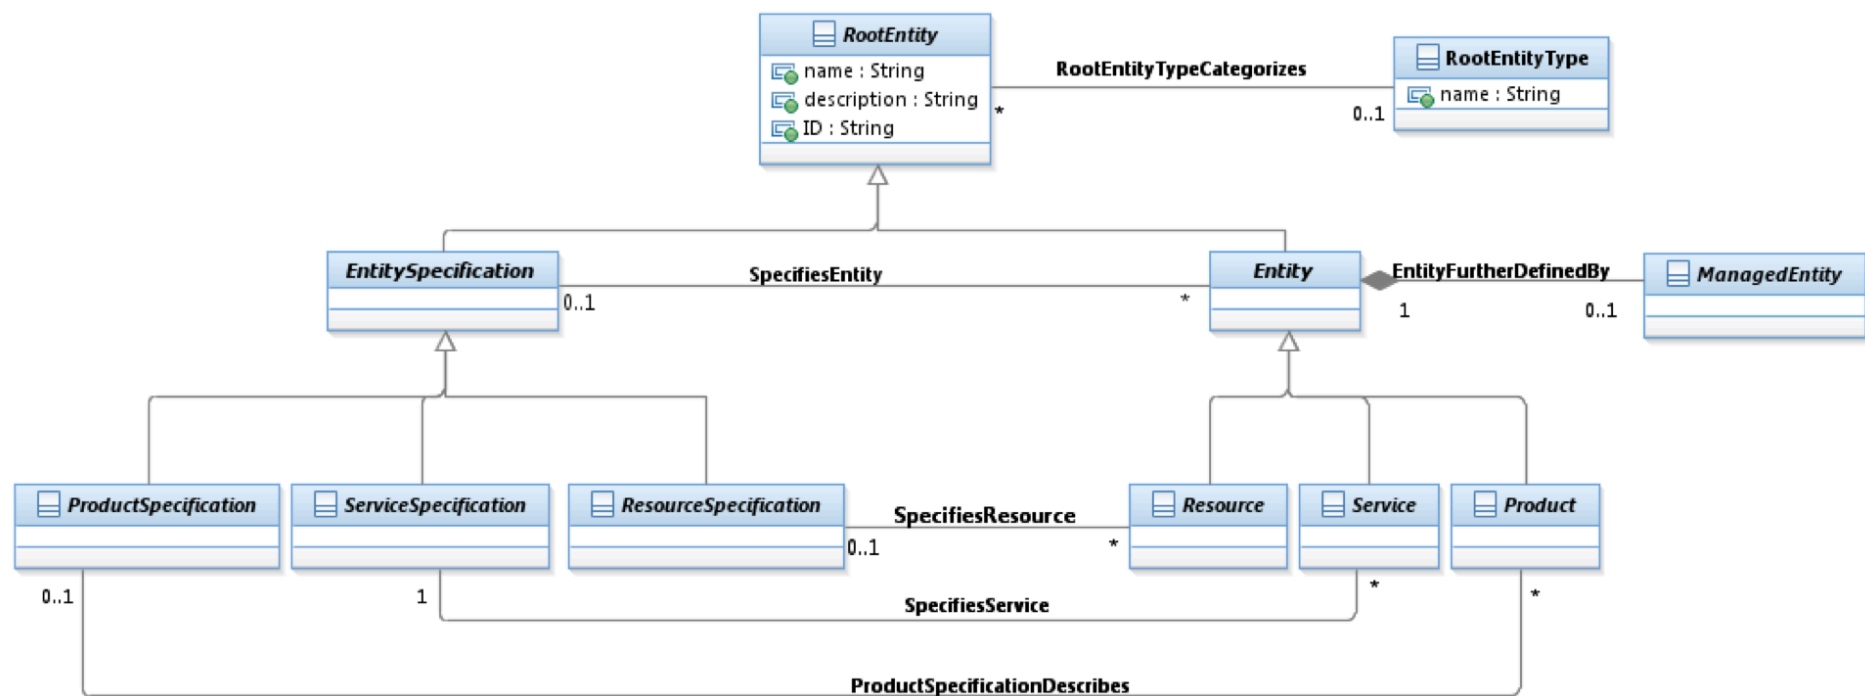 RootEntity
name : String
description : String
ID : String
RootEntityTypeCategorizes
*
0..1
RootEntityType
name : String
EntitySpecification
SpecifiesEntity
0..1
*
Entity
EntityFurtherDefinedBy
1
0..1
ManagedEntity
ProductSpecification
ServiceSpecification
ResourceSpecification
SpecifiesResource
0..1
*
Resource
Service
Product
0..1
1
SpecifiesService
*
*
ProductSpecificationDescribes